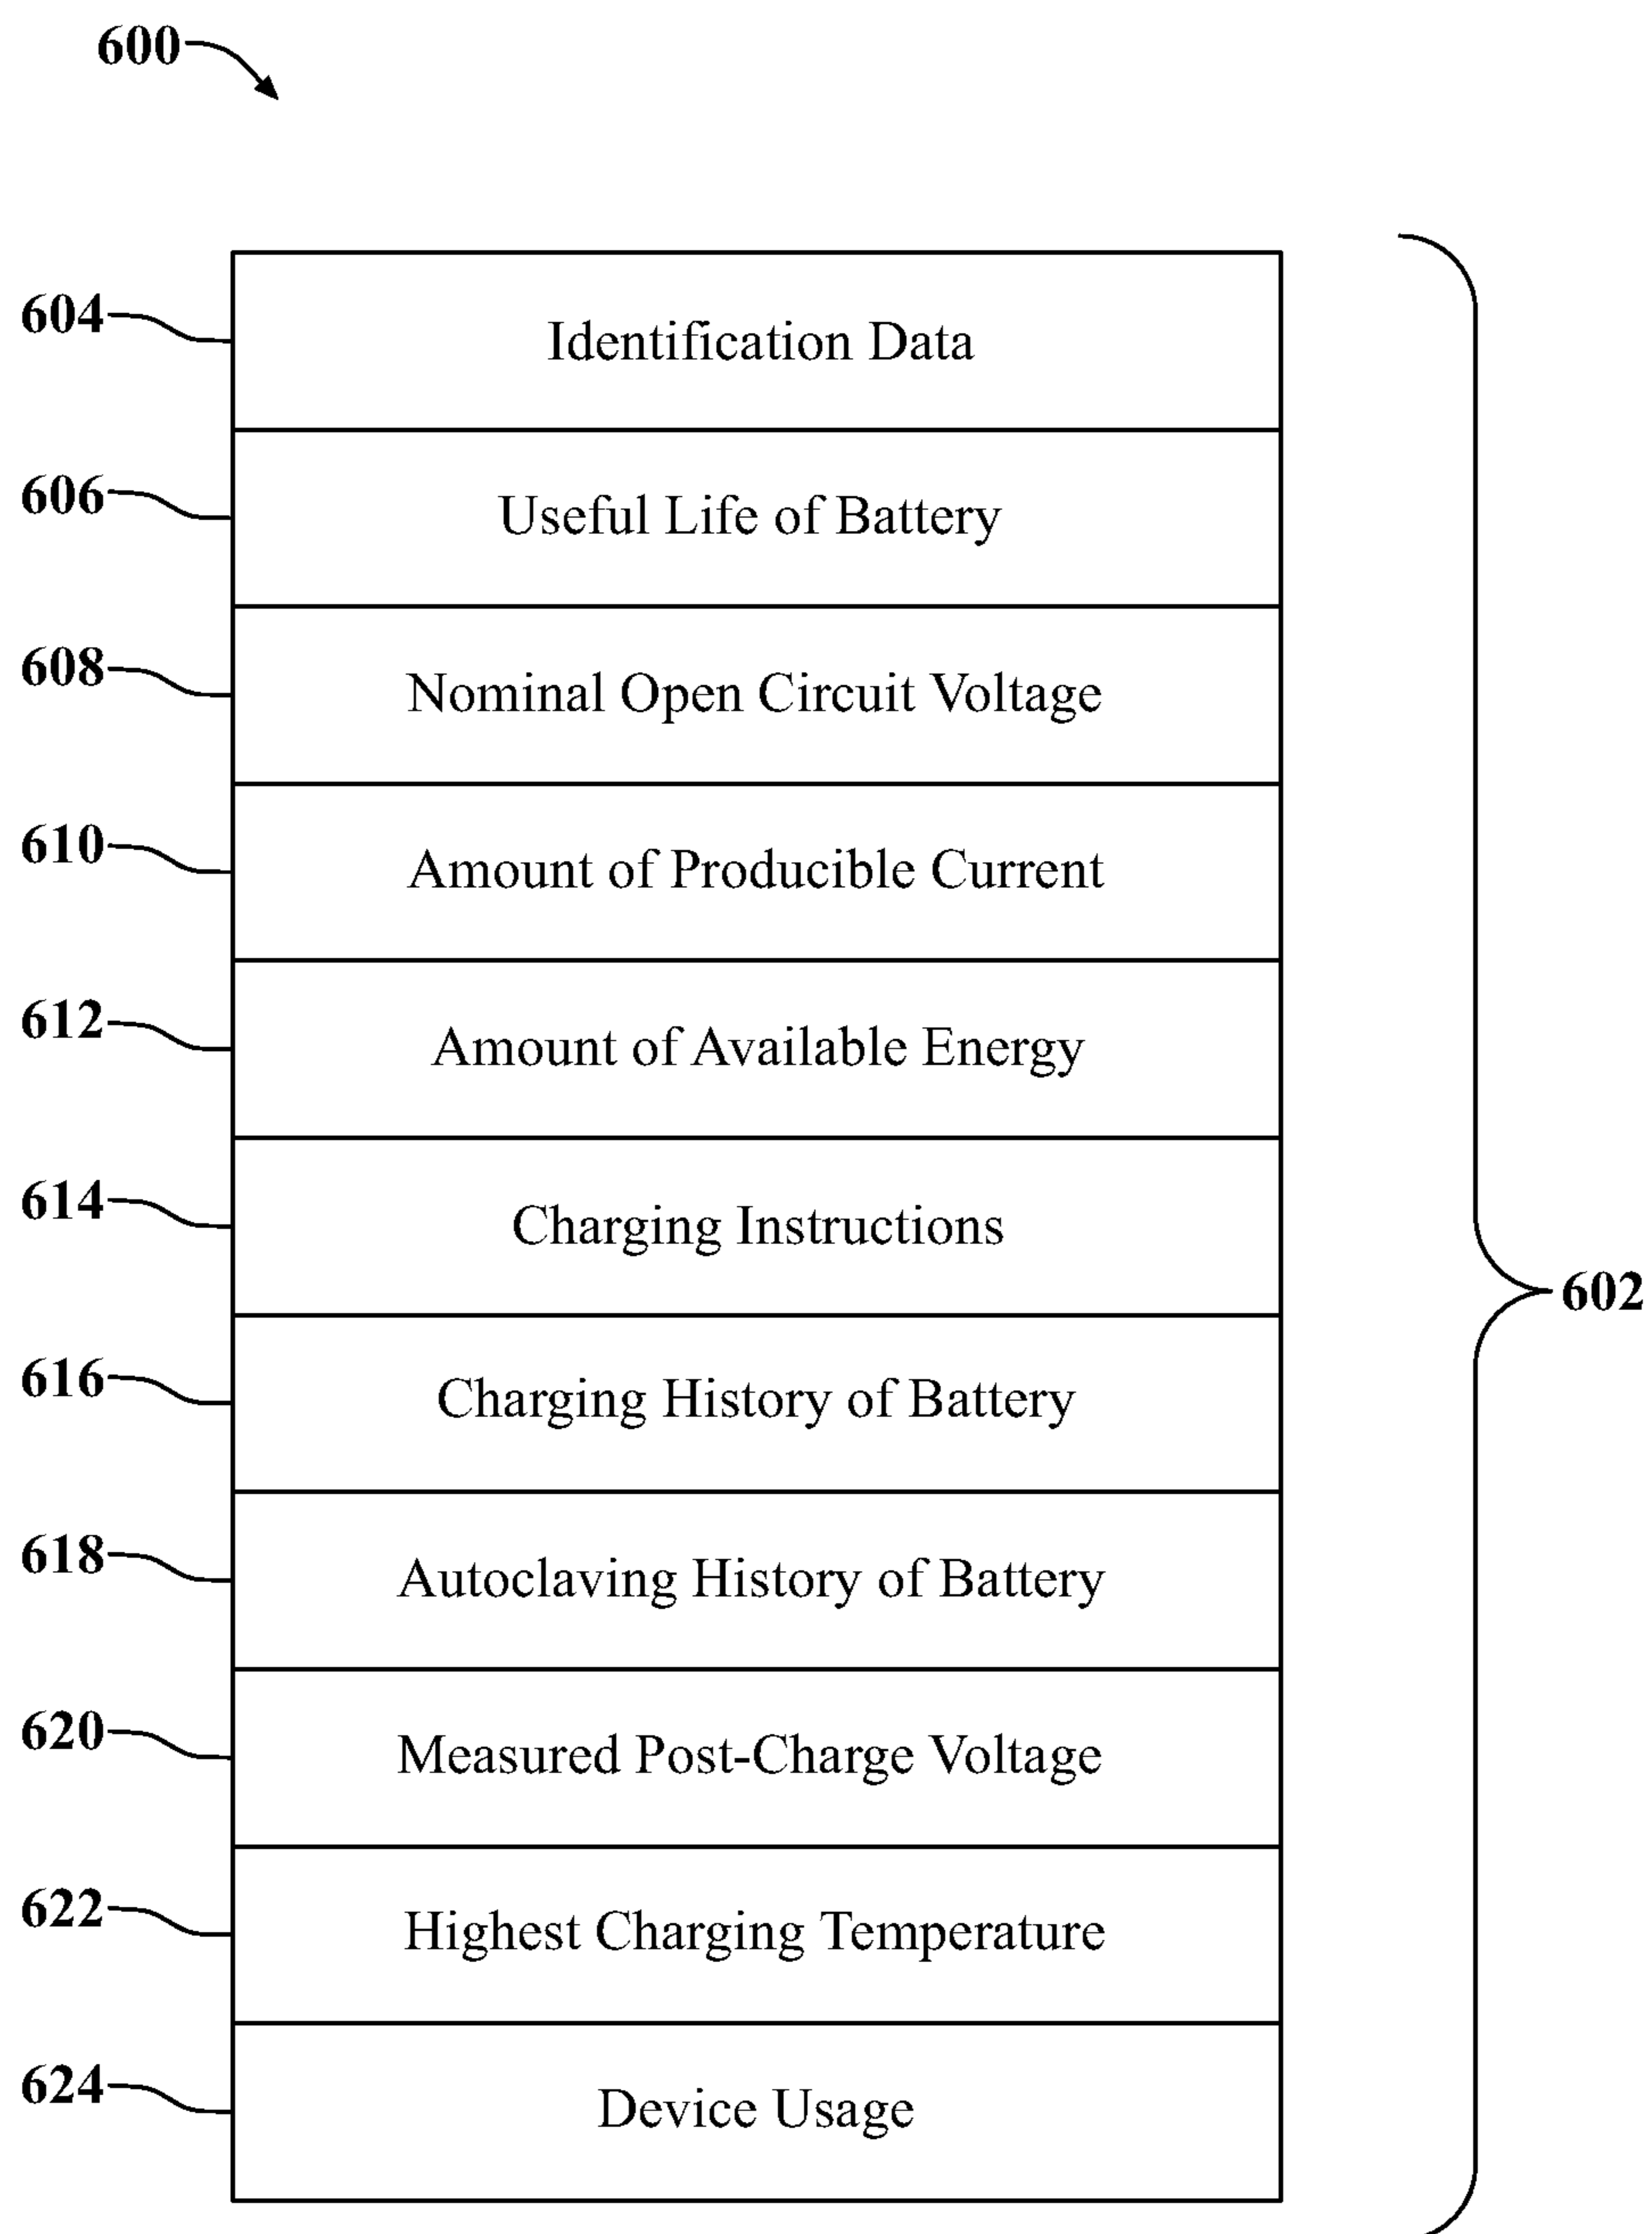 600
604 Identification Data
606 Useful Life of Battery
608 Nominal Open Circuit Voltage
610 Amount of Producible Current
612 Amount of Available Energy
614 Charging Instructions
602
616 Charging History of Battery
618 Autoclaving History of Battery
620 Measured Post-Charge Voltage
622 Highest Charging Temperature
624 Device Usage